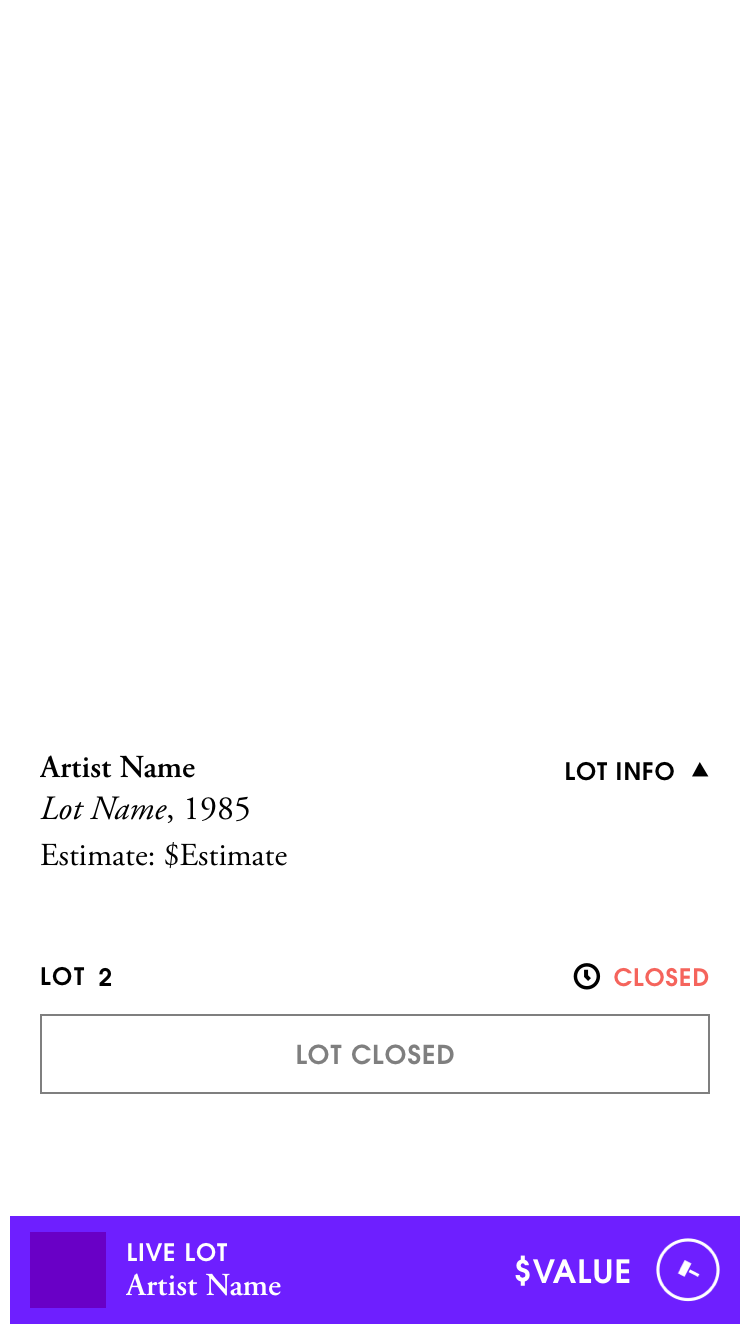 Artist Name
LOT INFO ▲
Lot Name, 1985
Estimate: $Estimate
LOT 2
CLOSED
LOT CLOSED
LIVE LOT
Artist Name
$VALUE